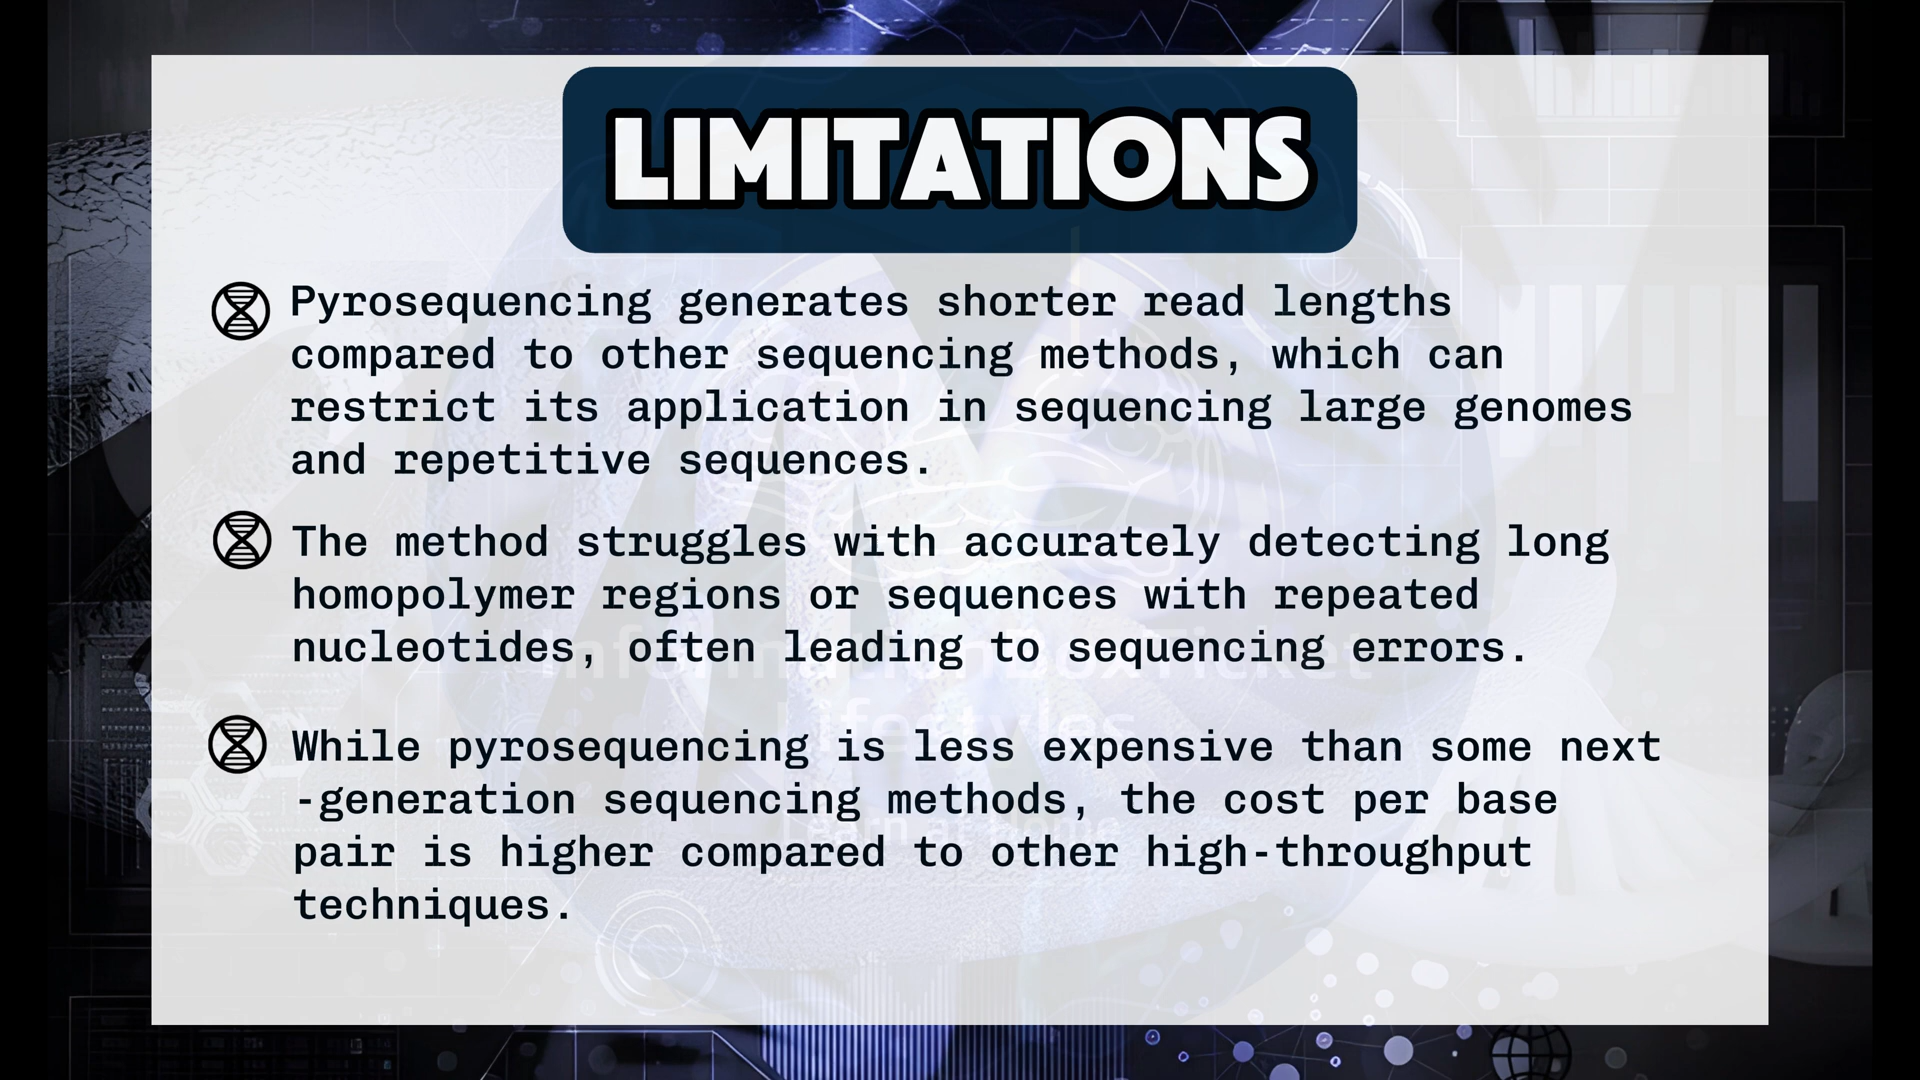 LIMITATIONS
Pyrosequencing generates shorter read lengths
compared to other sequencing methods, which can
restrict its application in sequencing large genomes
and repetitive sequences.
The method struggles with accurately detecting long
homopolymer regions or sequences with repeated
nucleotides, often leading to sequencing errors.
InformationBoxTicket
Lifestyles
While pyrosequencing is less expensive than some next
-generation sequencing methods, the cost per base
pair is higher compared to other high-throughput
techniques.